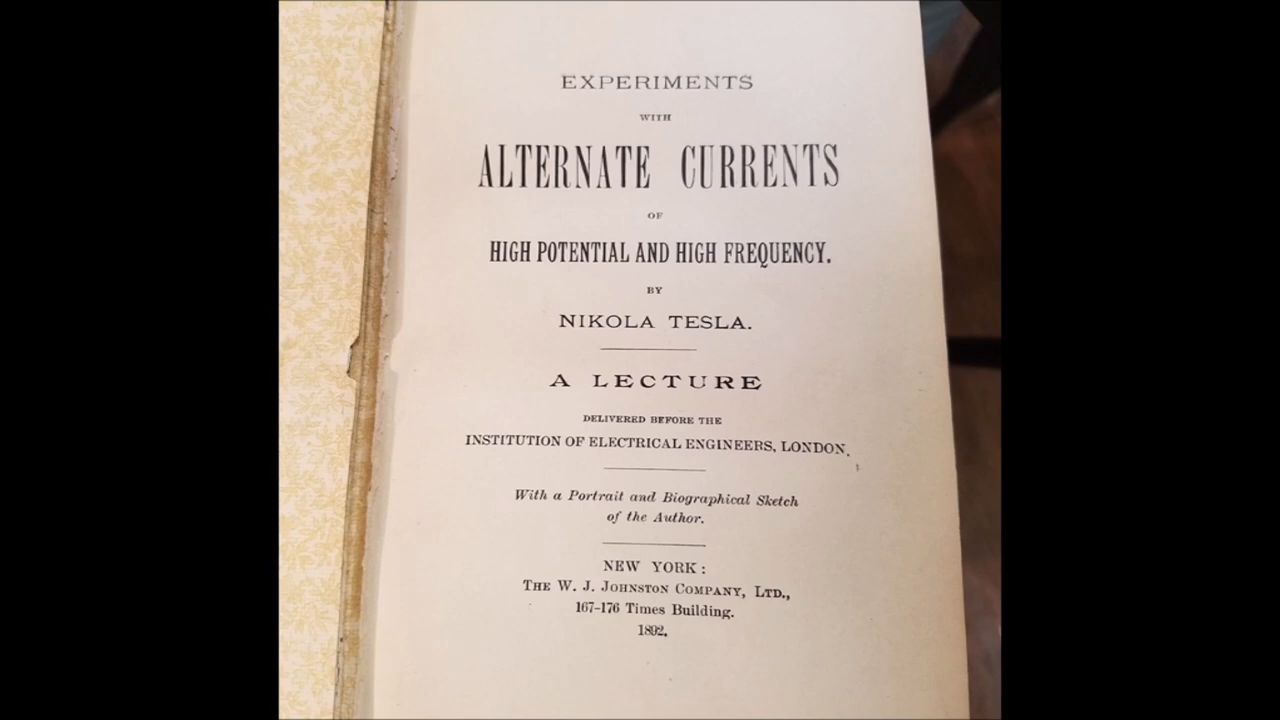 EXPERIMENTS
WITH
ALTERNATE CURRENTS
OF
HIGH POTENTIAL AND HIGH FREQUENCY.
BY
NIKOLA TESLA.
A LECTURE
DELIVERED BEFORE THE
INSTITUTION OF ELECTRICAL ENGINEERS, LONDON.
With a Portrait and Biographical Sketch
of the Author.
NEW YORK:
THE W. J. JOHNSTON COMPANY, LTD.,
167-176 Times Building.
1892.